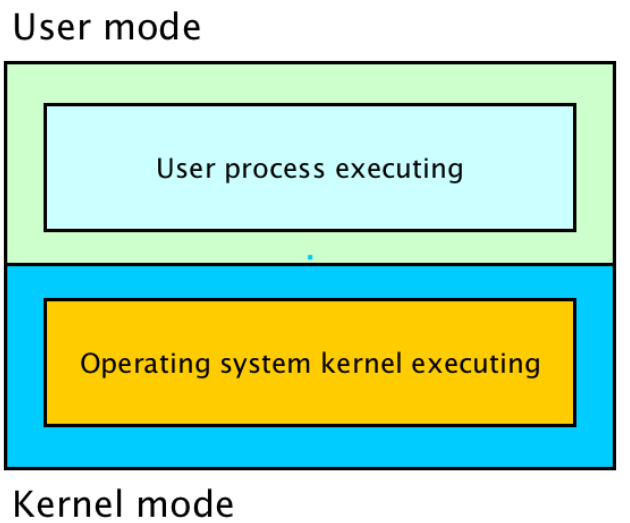 User mode
User process executing
Operating system kernel executing
Kernel mode